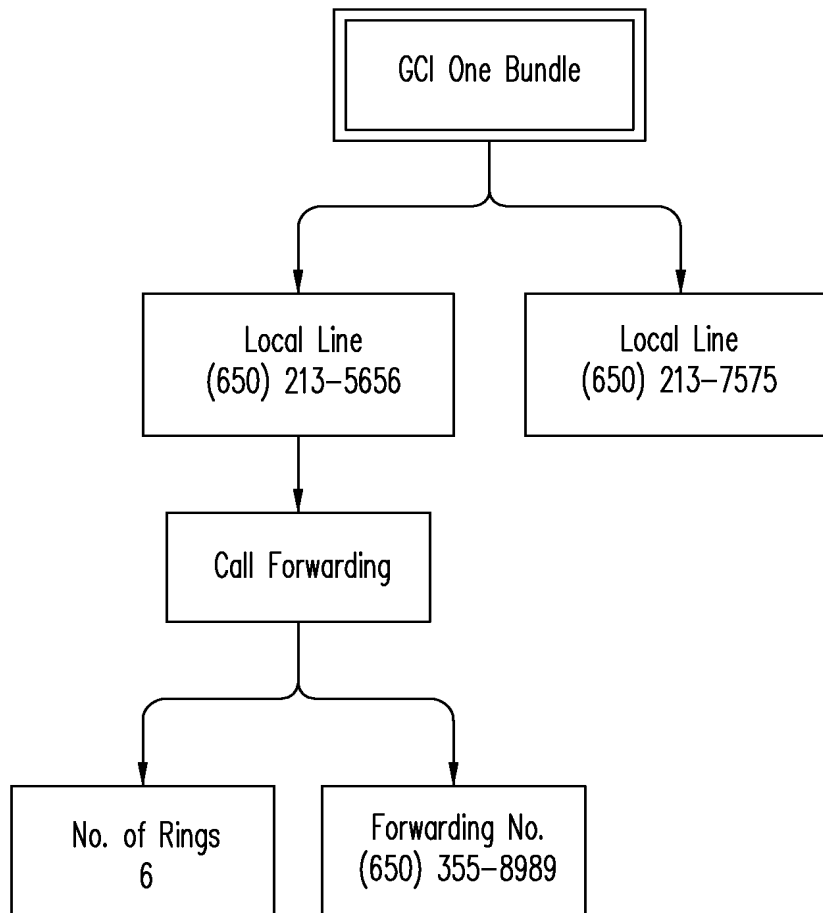 GCI One Bundle
Local Line
(650) 213-5656
Local Line
(650) 213-7575
Call Forwarding
No. of Rings
6
Forwarding No.
(650) 355-8989